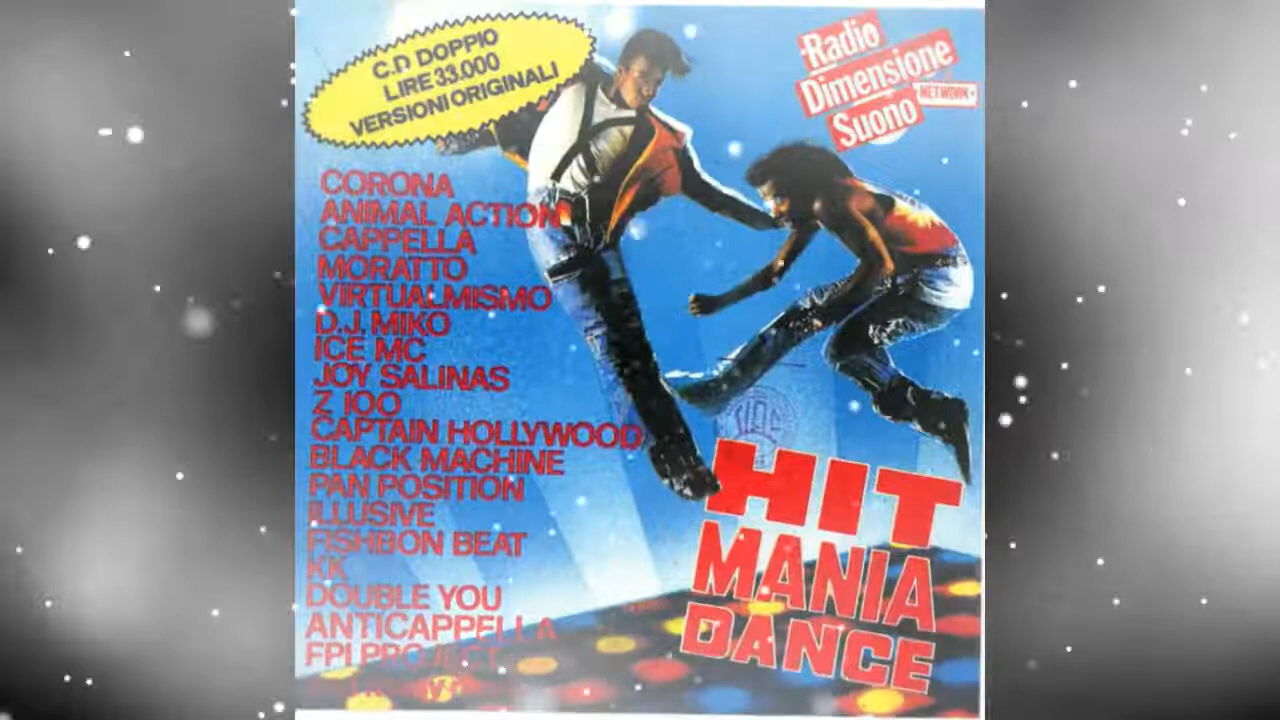 C.D. DOPPIO
LIRE 33.000
VERSIONI ORIGINALI
Radio
Dimensione
Suono
NETWORK
CORONA
ANIMAL ACTION
CAPPELLA
MORATTO
VIRTUALMISMO
D.J. MIKO
ICE MC
JOY SALINAS
Z 100
CAPTAIN HOLLYWOOD
BLACK MACHINE
PAN POSITION
ILLUSIVE
FISHBON BEAT
KK
DOUBLE YOU
ANTICAPPELLA
FPI PROJECT
HIT
MANIA
DANCE